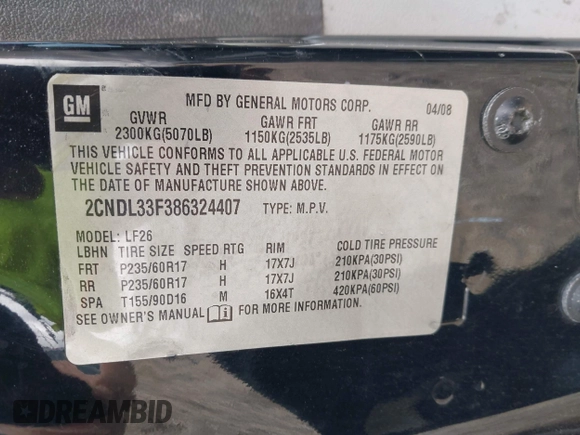 GM
MFD BY GENERAL MOTORS CORP. 04/08
GVWR GAWR FRT GAWR RR
2300KG(5070LB) 1150KG(2535LB) 1175KG(2590LB)
THIS VEHICLE CONFORMS TO ALL APPLICABLE U.S. FEDERAL MOTOR
VEHICLE SAFETY AND THEFT PREVENTION STANDARDS IN EFFECT ON THE
DATE OF MANUFACTURE SHOWN ABOVE.
2CNDL33F386324407 TYPE: M.P.V.
MODEL: LF26
LBHN TIRE SIZE SPEED RTG RIM COLD TIRE PRESSURE
FRT P235/60R17 H 17X7J 210KPA(30PSI)
RR P235/60R17 H 17X7J 210KPA(30PSI)
SPA T155/90D16 M 16X4T 420KPA(60PSI)
SEE OWNER'S MANUAL FOR MORE INFORMATION.
DREAMBID